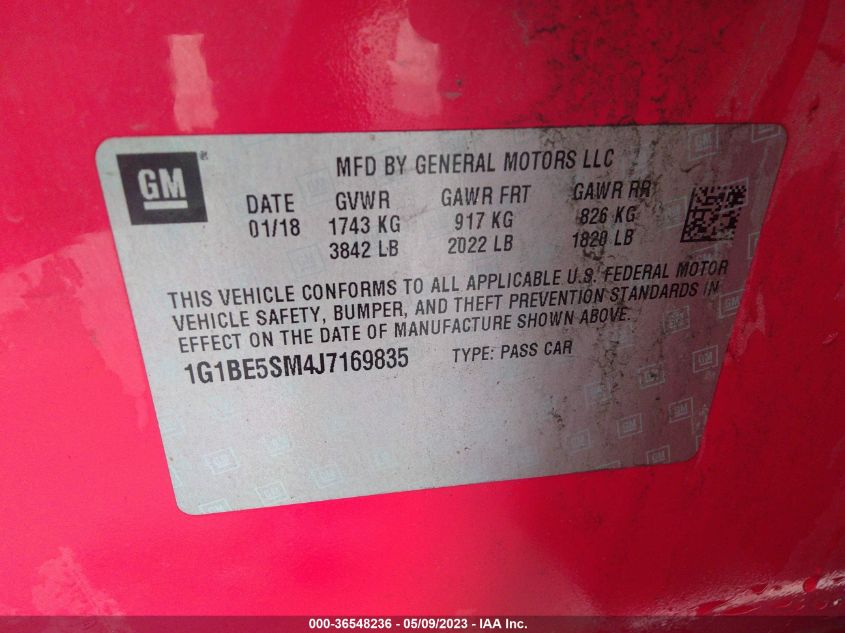 GM
MFD BY GENERAL MOTORS LLC
DATE GVWR GAWR FRT GAWR RR
01/18 1743 KG 917 KG 826 KG
3842 LB 2022 LB 1820 LB
THIS VEHICLE CONFORMS TO ALL APPLICABLE U.S. FEDERAL MOTOR
VEHICLE SAFETY, BUMPER, AND THEFT PREVENTION STANDARDS IN
EFFECT ON THE DATE OF MANUFACTURE SHOWN ABOVE.
1G1BE5SM4J7169835 TYPE: PASS CAR
000-36548236 - 05/09/2023 - IAA Inc.